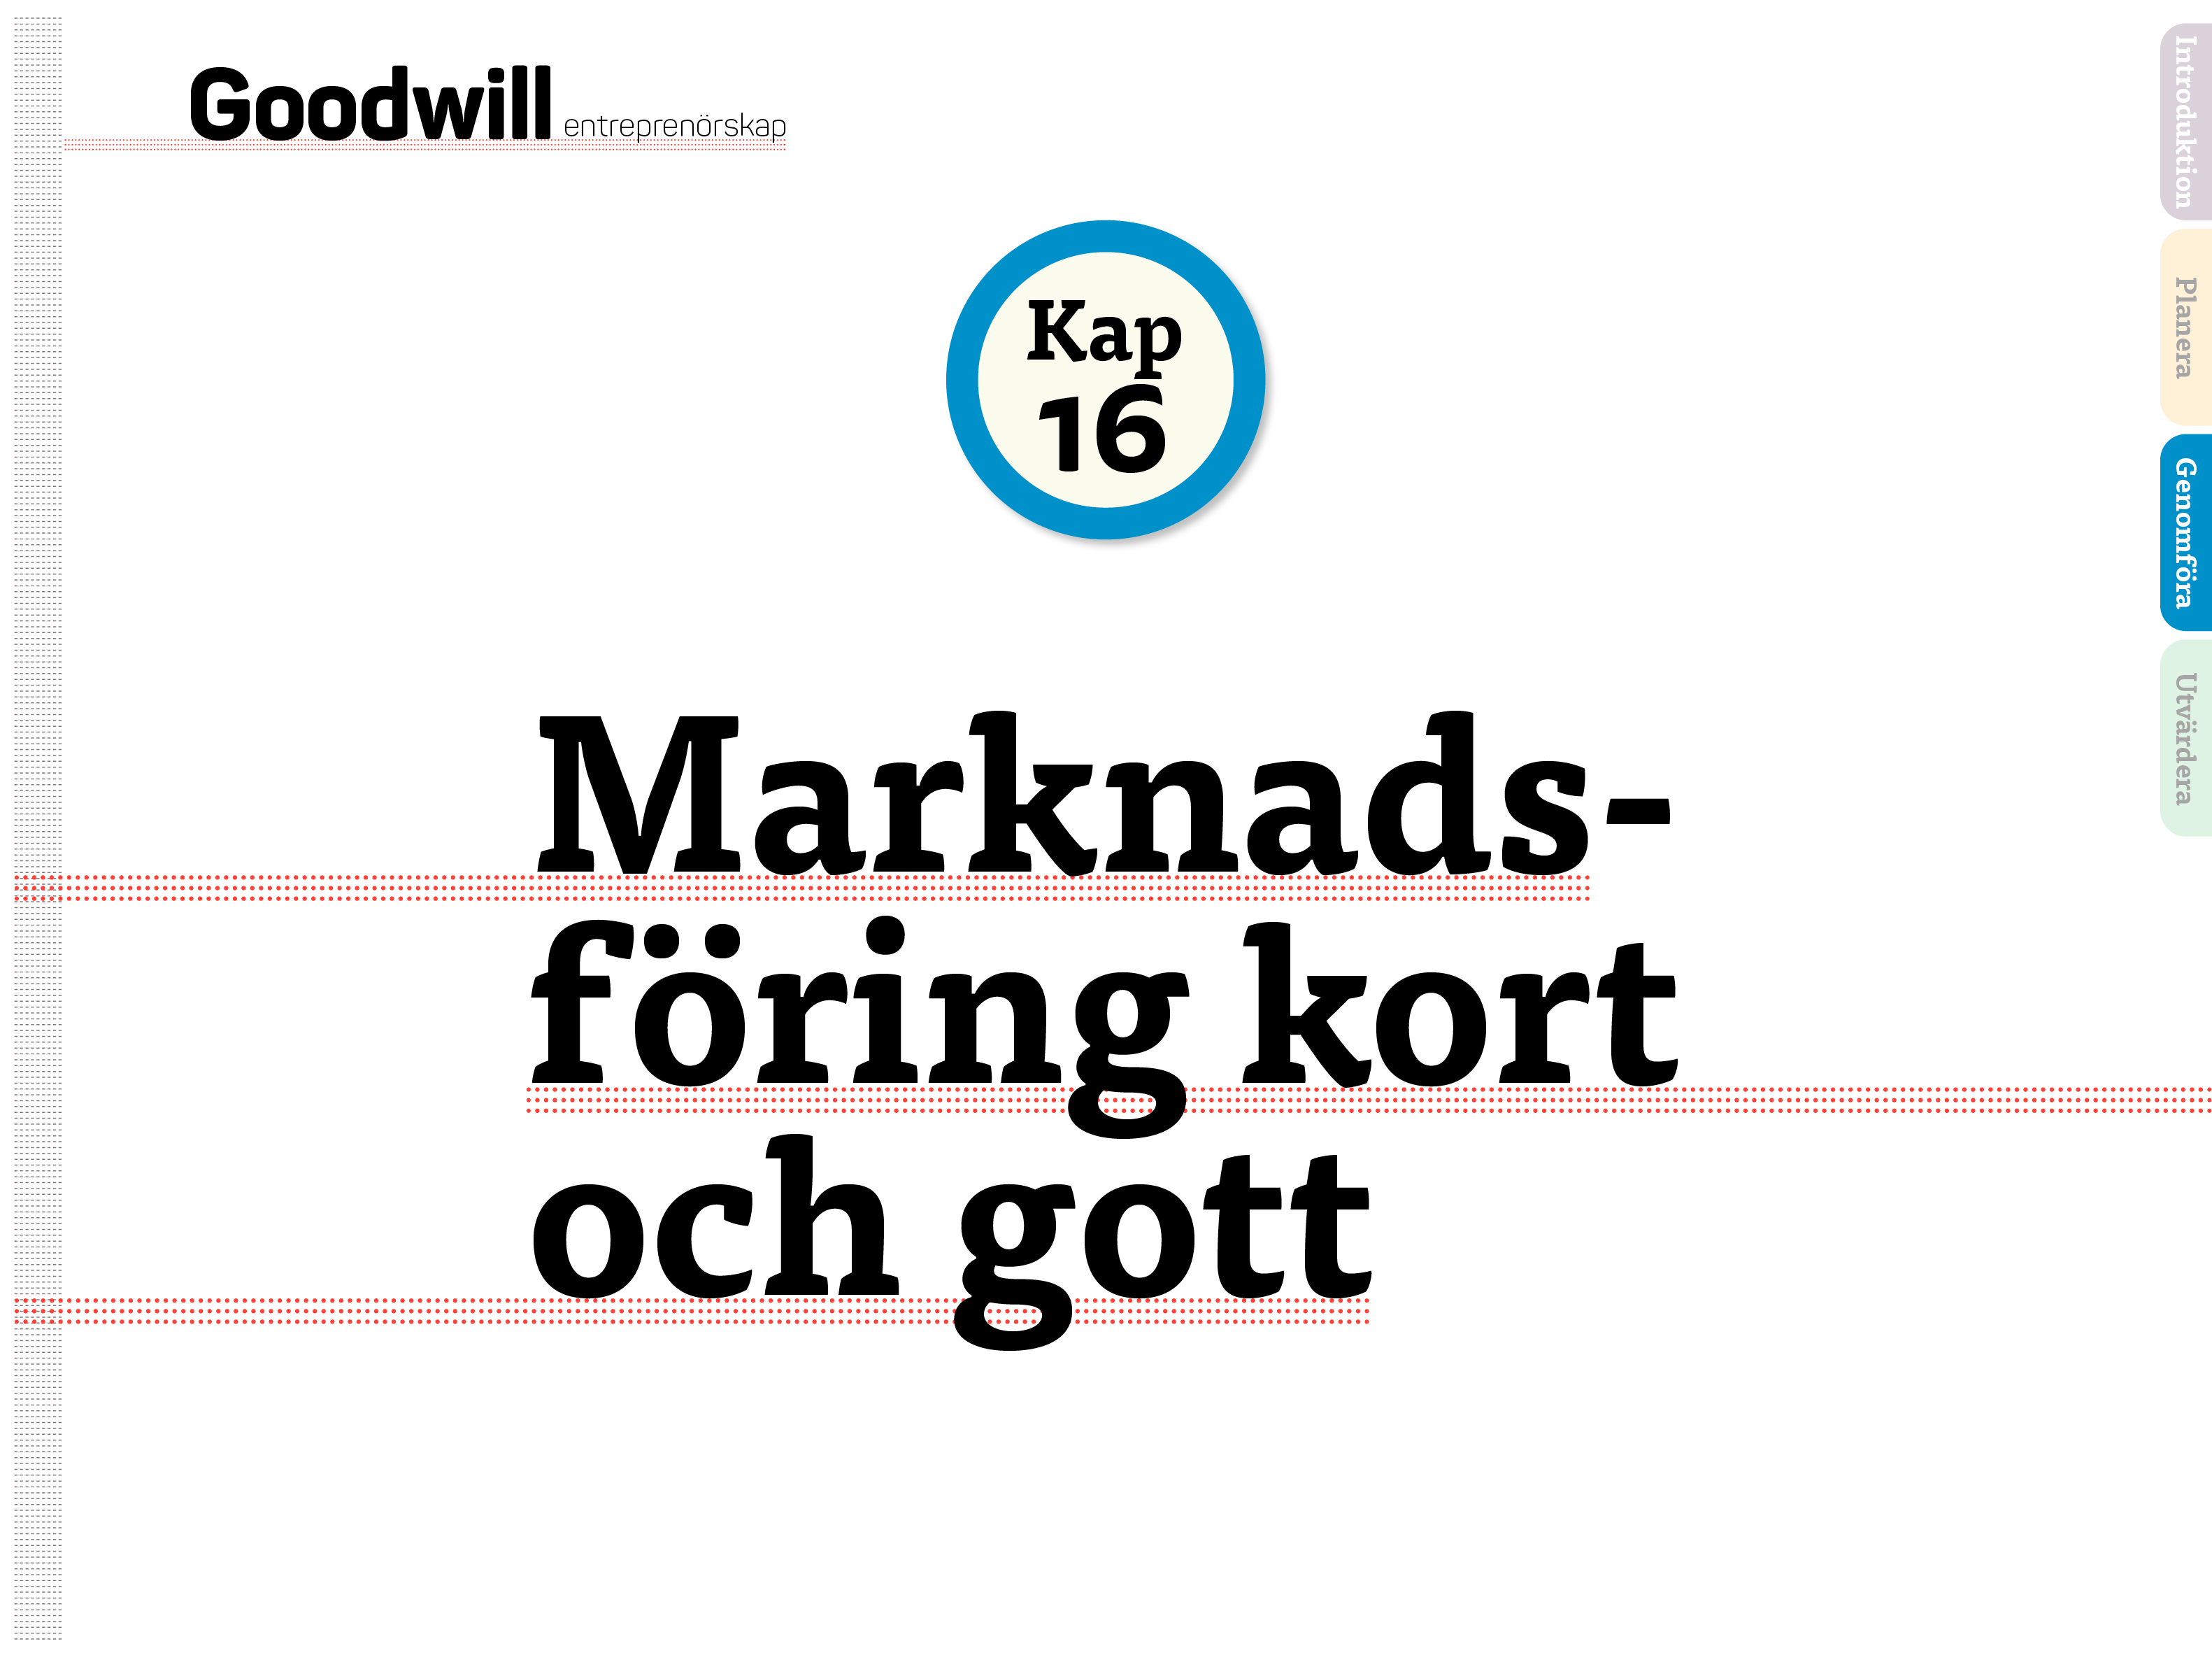 Goodwill entreprenörskap
Kap
16
Marknads-
föring kort
och gott
Introduktion
Planera
Genomföra
Utvärdera